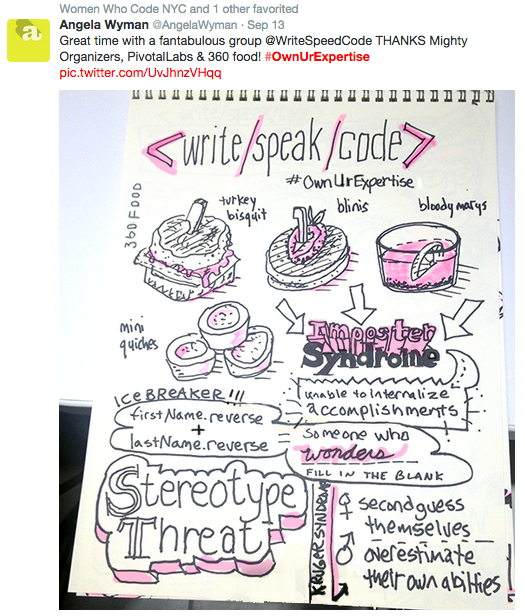 Women Who Code NYC and 1 other favorited
Angela Wyman @AngelaWyman · Sep 13
Great time with a fantabulous group @WriteSpeedCode THANKS Mighty
Organizers, PivotalLabs & 360 food! #OwnUrExpertise
pic.twitter.com/UvJhnzVHqq
<write/speak/code>
#OwnUrExpertise
360 FOOD
turkey
bisquit
blinis
bloody marys
mini
quiches
Imposter
Syndrome
unable to internalize
accomplishments
ICEBREAKER!!!
firstName.reverse
+
lastName.reverse
Someone who
wonders
FILL IN THE BLANK
Stereotype
Threat
KRUGER SYNDROME
♀ second guess
themselves
♂ overestimate
their own abilities